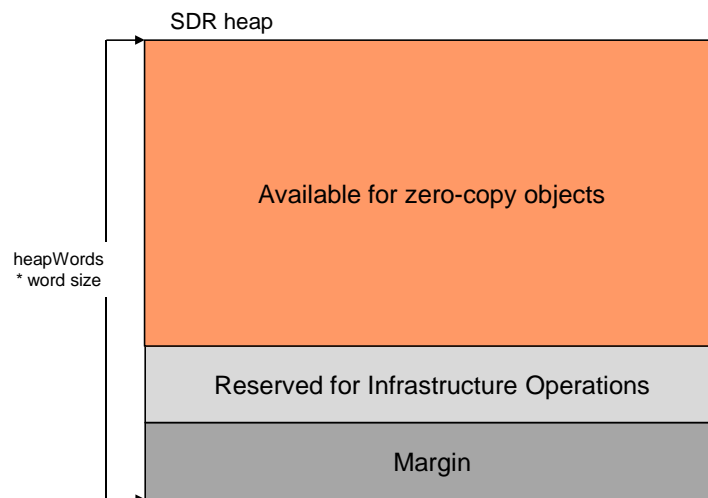 SDR heap
Available for zero-copy objects
heapWords
* word size
Reserved for Infrastructure Operations
Margin